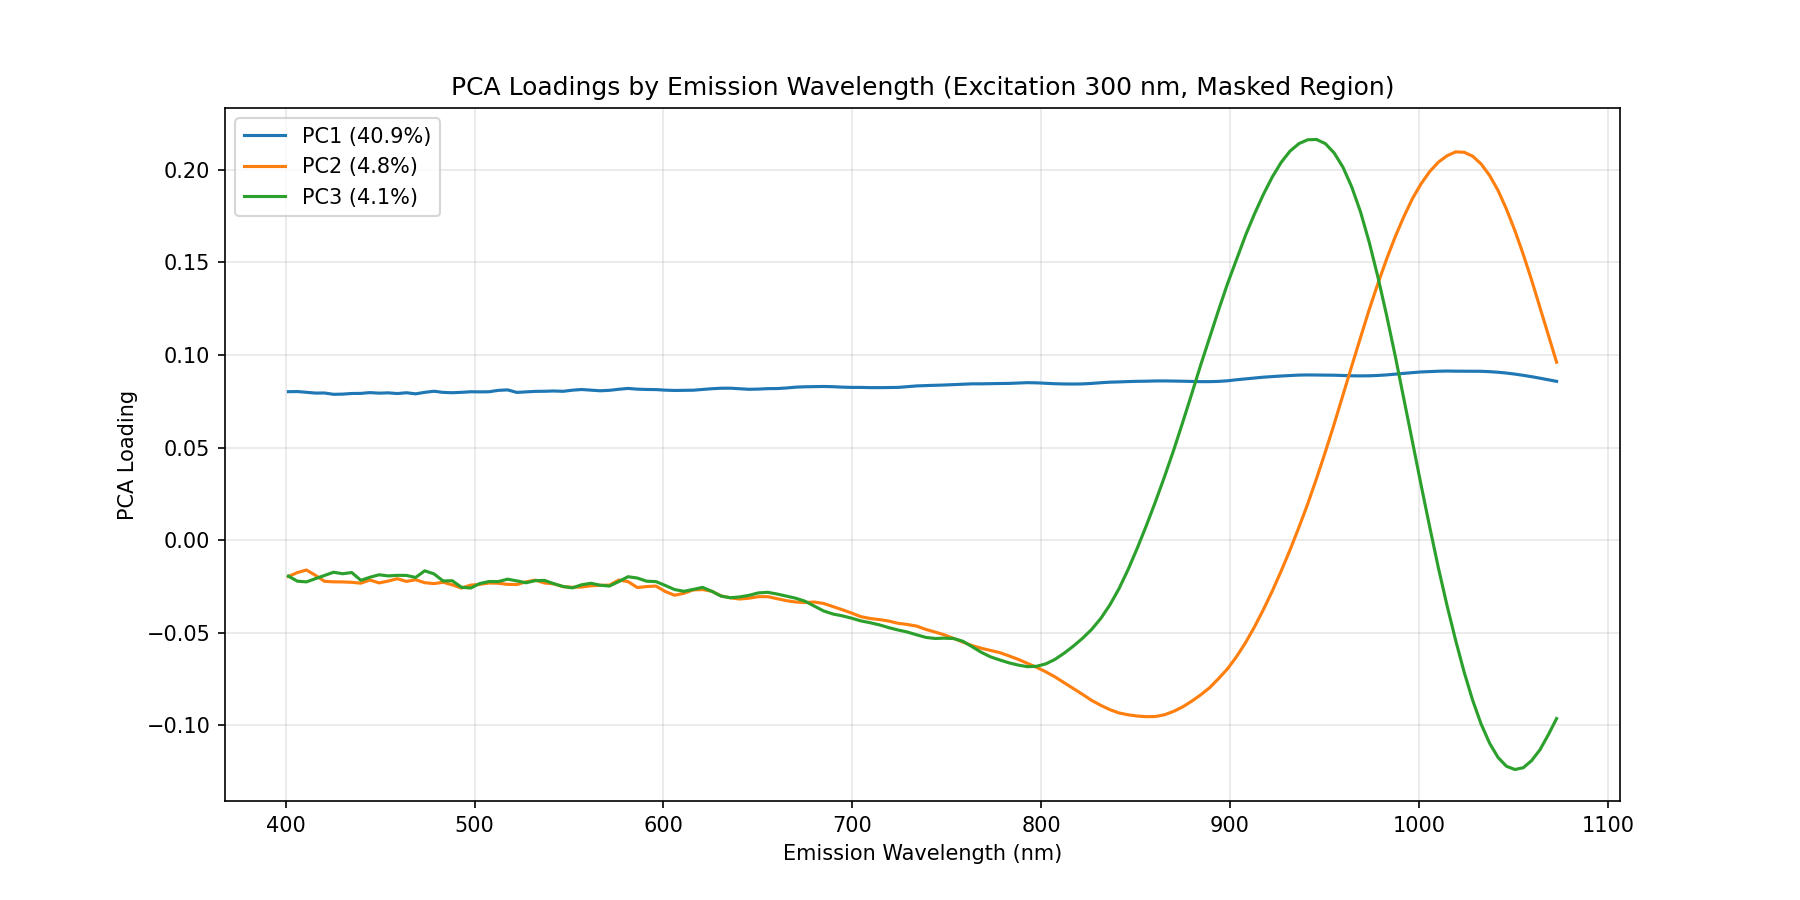 PCA Loadings by Emission Wavelength (Excitation 300 nm, Masked Region)
PC1 (40.9%)
PC2 (4.8%)
PC3 (4.1%)
PCA Loading
0.20
0.15
0.10
0.05
0.00
−0.05
−0.10
400 500 600 700 800 900 1000 1100
Emission Wavelength (nm)